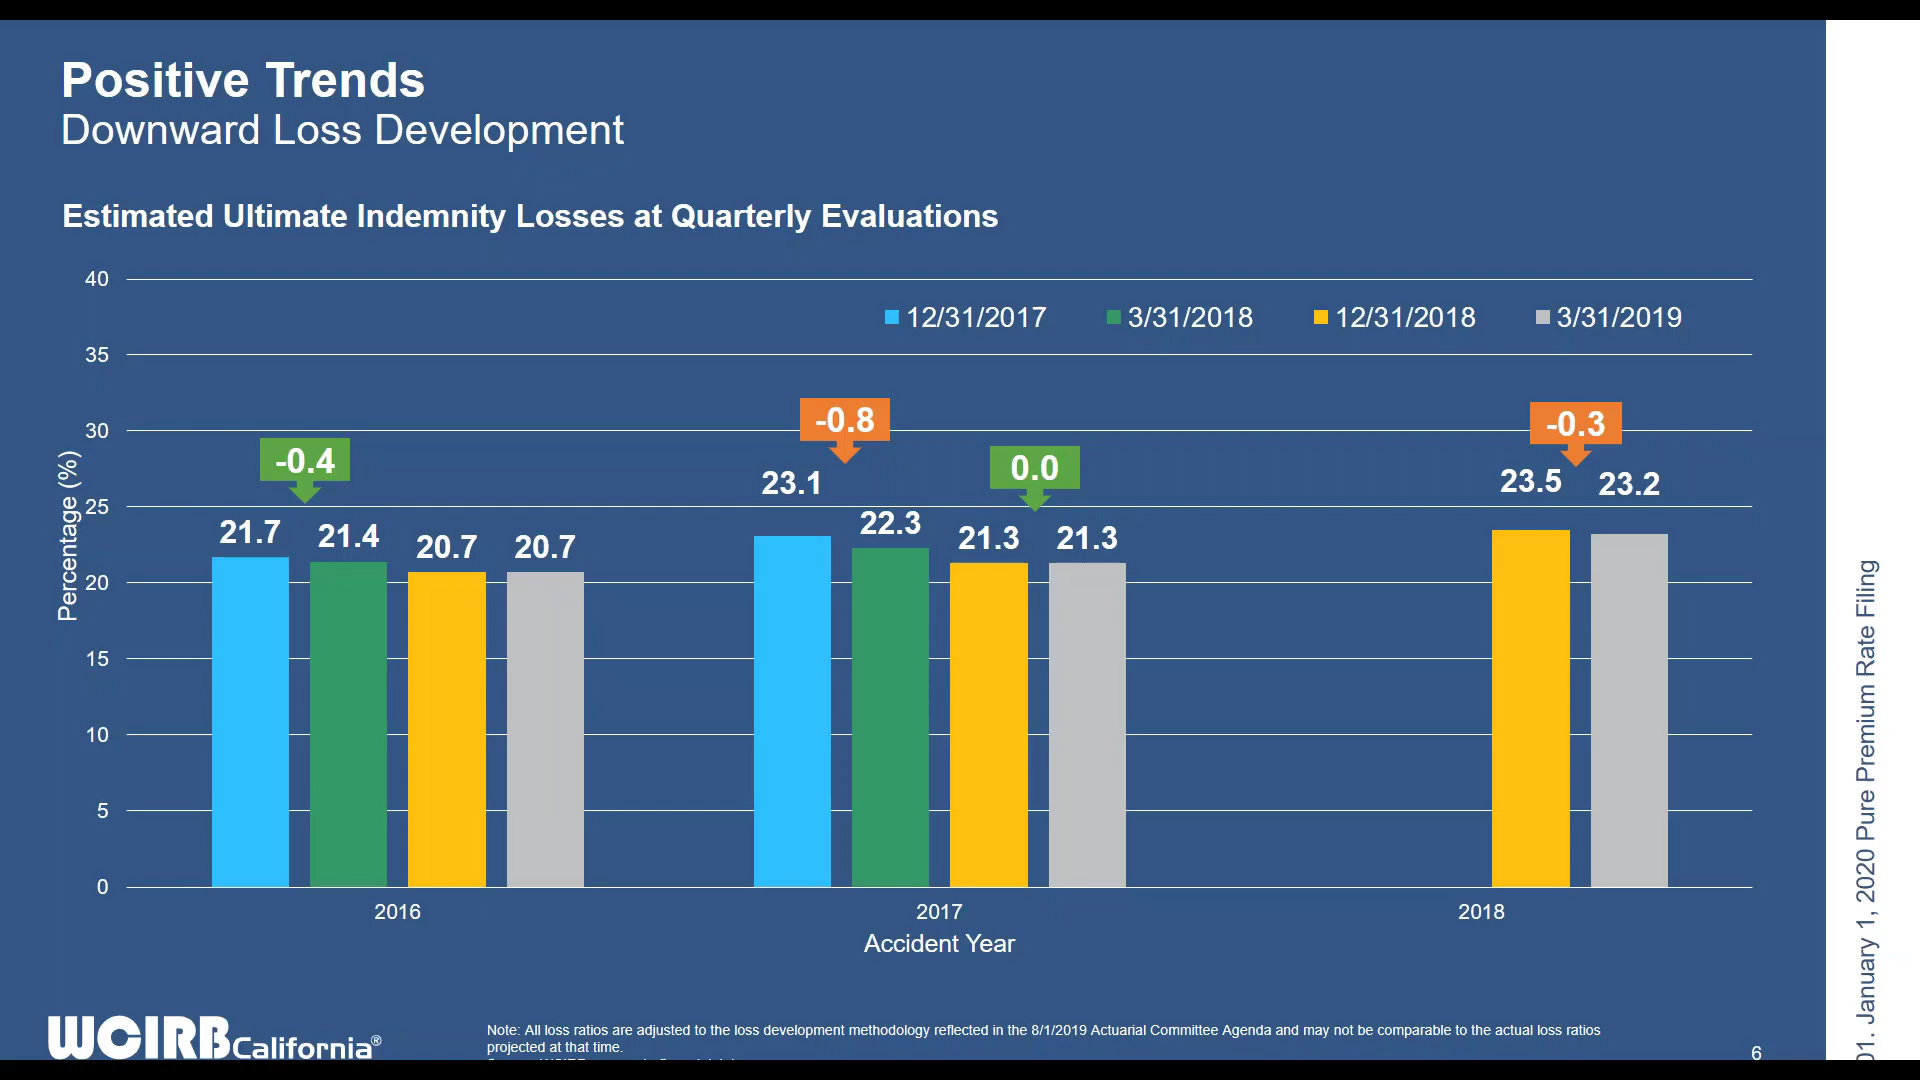 Positive Trends
Downward Loss Development
Estimated Ultimate Indemnity Losses at Quarterly Evaluations
40
35
30
25
20
15
10
5
0
Percentage (%)
12/31/2017 3/31/2018 12/31/2018 3/31/2019
-0.4
-0.8
0.0
-0.3
21.7 21.4 20.7 20.7
23.1 22.3 21.3 21.3
23.5 23.2
2016 2017 2018
Accident Year
WCIRB California®
Note: All loss ratios are adjusted to the loss development methodology reflected in the 8/1/2019 Actuarial Committee Agenda and may not be comparable to the actual loss ratios
projected at that time.
6
01. January 1, 2020 Pure Premium Rate Filing